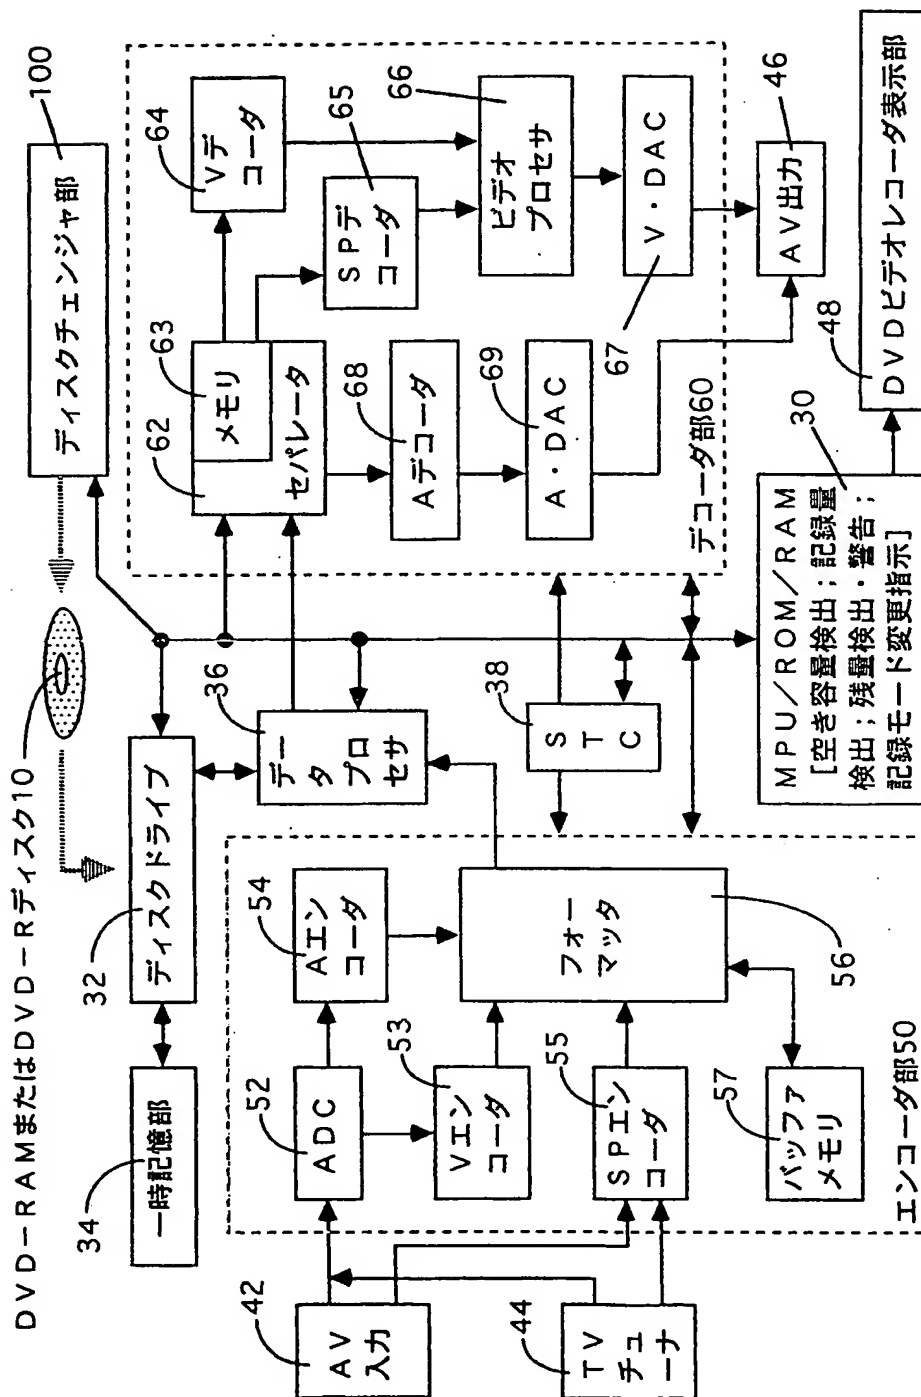 DVD-RAMまたはDVD-Rディスク10
100
ディスクチェンジャ部
34
一時記憶部
32
ディスクドライブ
36
データ
プロ
セサ
62
63
メモリ
セパレータ
64
Vデ
コーダ
65
SPデ
コーダ
66
ビデオ
プロセサ
V・DAC
67
68
Aデコーダ
69
A・DAC
デコーダ部60
46
AV出力
42
AV
入力
44
TV
チュ
ーナ
52
ADC
53
Vエン
コーダ
54
Aエン
コーダ
55
SPエン
コーダ
フォー
マッタ
56
57
バッファ
メモリ
エンコーダ部50
38
STC
30
MPU/ROM/RAM
[空き容量検出;記録量
検出;残量検出・警告;
記録モード変更指示]
48
DVDビデオレコーダ表示部